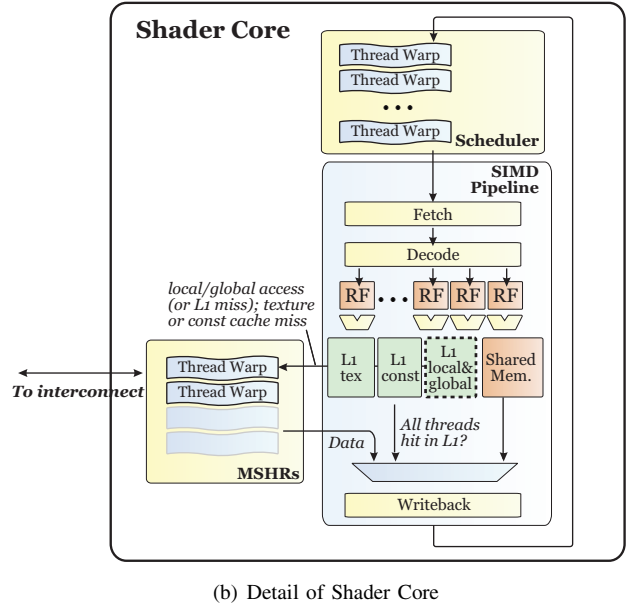 Shader Core
Thread Warp
Thread Warp
...
Thread Warp
Scheduler
SIMD
Pipeline
Fetch
Decode
RF ... RF RF RF
local/global access
(or L1 miss); texture
or const cache miss
L1
tex
L1
const
L1
local&
global
Shared
Mem.
Thread Warp
Thread Warp
To interconnect
Data
All threads
hit in L1?
MSHRs
Writeback
(b) Detail of Shader Core